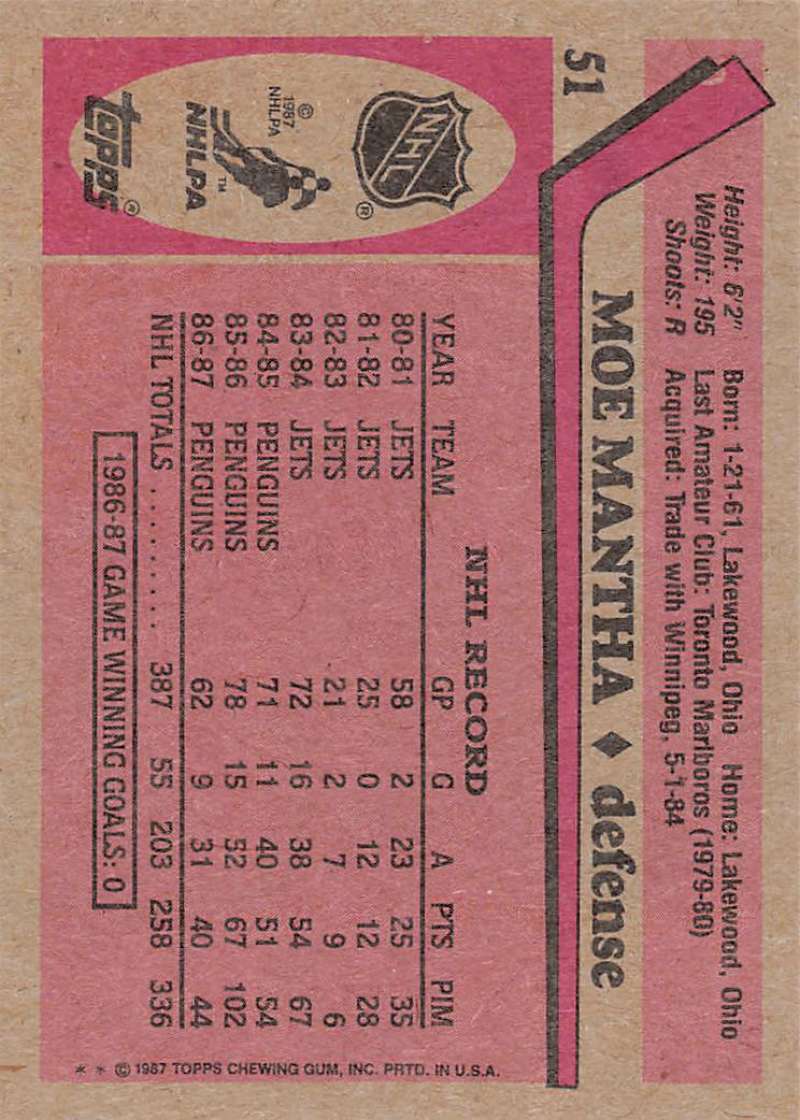 51
Height: 6'2" Born: 1-21-61, Lakewood, Ohio Home: Lakewood, Ohio
Weight: 195 Last Amateur Club: Toronto Marlboros (1979-80)
Shoots: R Acquired: Trade with Winnipeg, 5-1-84
MOE MANTHA ♦ defense
NHL
®
© 1987 NHLPA
™
NHLPA
Topps®
NHL RECORD
YEAR TEAM GP G A PTS PIM
80-81 JETS 58 2 23 25 35
81-82 JETS 25 0 12 12 28
82-83 JETS 21 2 7 9 6
83-84 JETS 72 16 38 54 67
84-85 PENGUINS 71 11 40 51 54
85-86 PENGUINS 78 15 52 67 102
86-87 PENGUINS 62 9 31 40 44
NHL TOTALS .......... 387 55 203 258 336
1986-87 GAME WINNING GOALS: 0
* * © 1987 TOPPS CHEWING GUM, INC. PRTD. IN U.S.A.